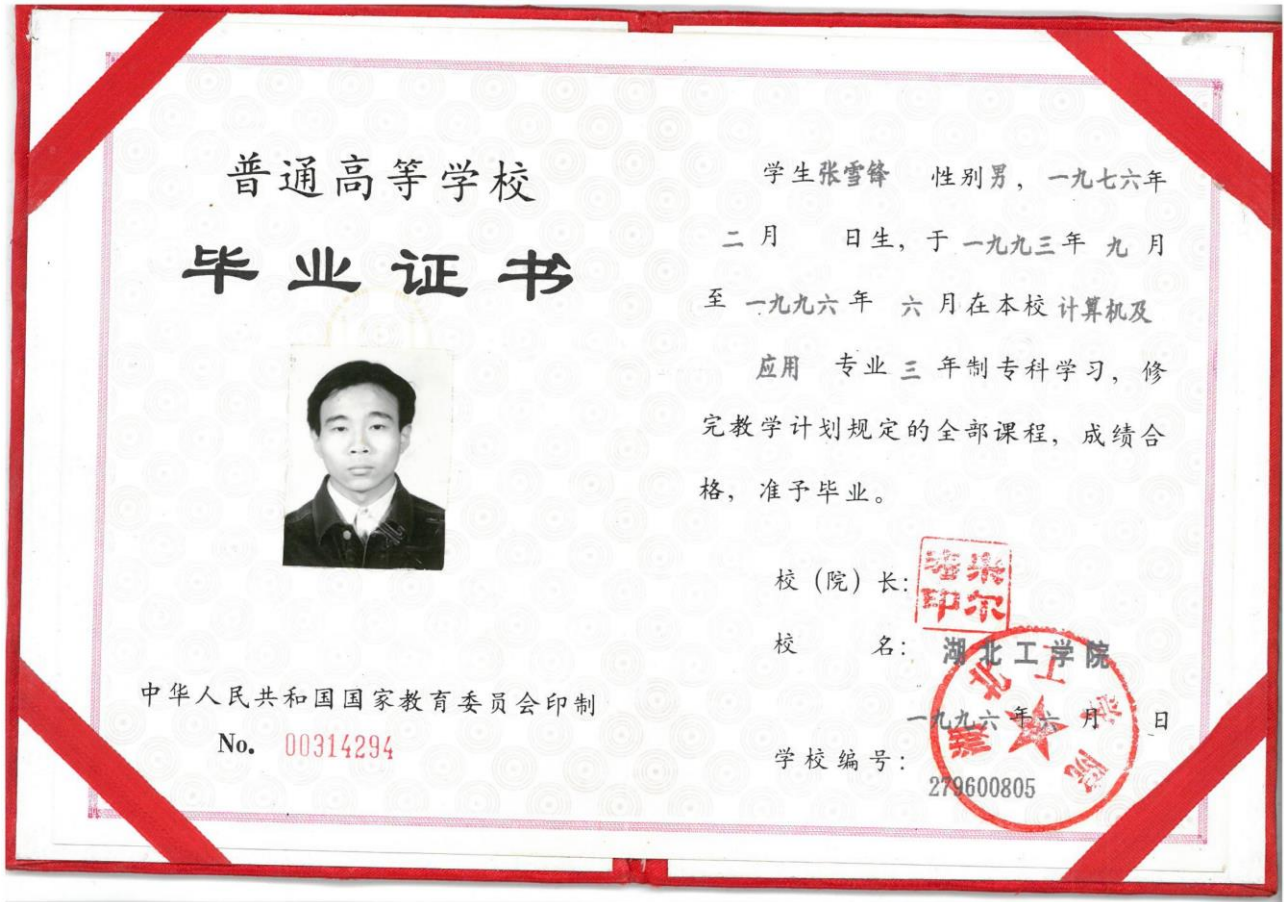 普通高等学校
毕业证书
中华人民共和国国家教育委员会印制
No. 00314294
学生张雪锋 性别男，一九七六年
二月 日生，于一九九三年 九 月
至 一九九六 年 六 月在本校 计算机及
应用 专业 三 年制专科学习，修
完教学计划规定的全部课程，成绩合
格，准予毕业。
校（院）长：
校 名：湖北工学院
湖北工学院
一九九六 年 六 月 日
学校编号：
279600805